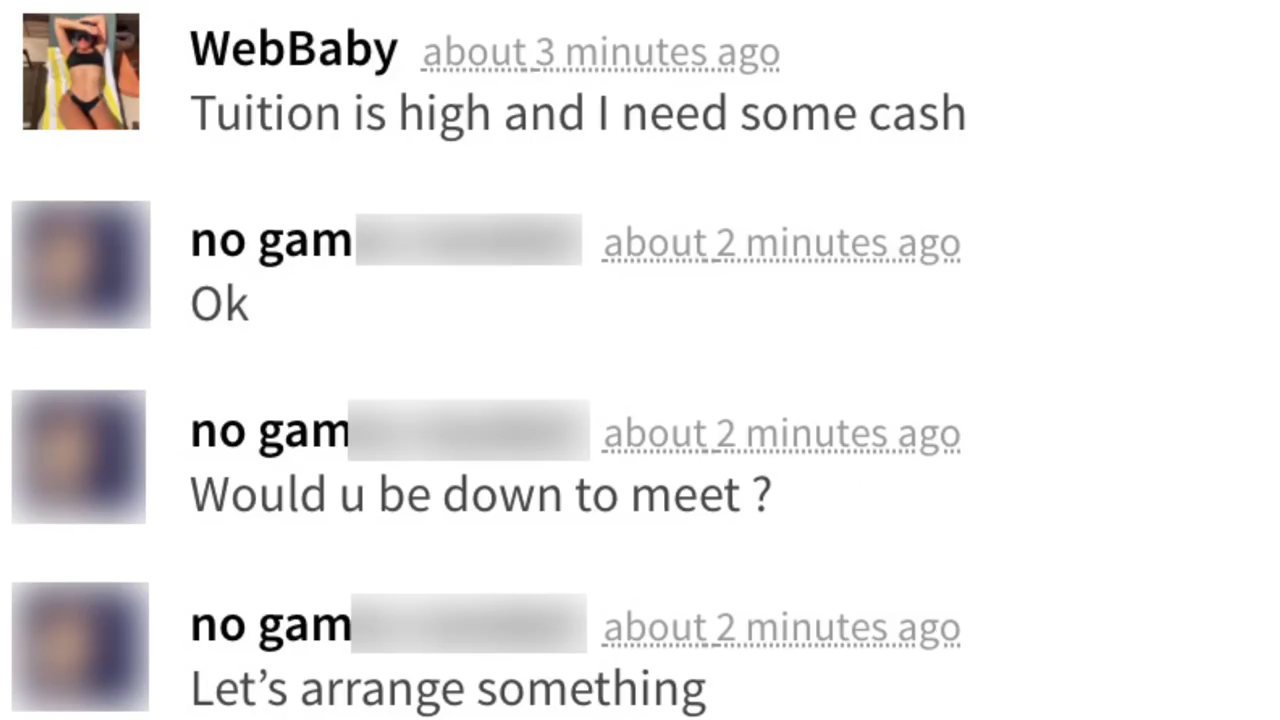 WebBaby about 3 minutes ago
Tuition is high and I need some cash
no gam about 2 minutes ago
Ok
no gam about 2 minutes ago
Would u be down to meet ?
no gam about 2 minutes ago
Let’s arrange something